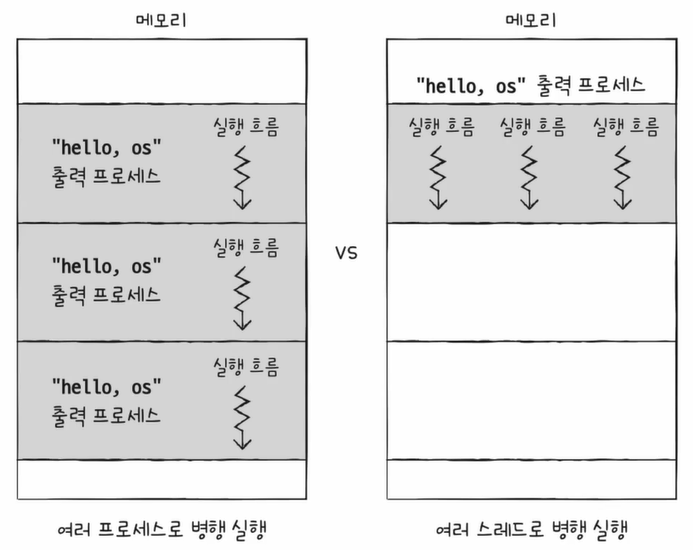 메모리
"hello, os"
출력 프로세스
실행 흐름
"hello, os"
출력 프로세스
실행 흐름
"hello, os"
출력 프로세스
실행 흐름
여러 프로세스로 병행 실행
vs
메모리
"hello, os" 출력 프로세스
실행 흐름 실행 흐름 실행 흐름
여러 스레드로 병행 실행